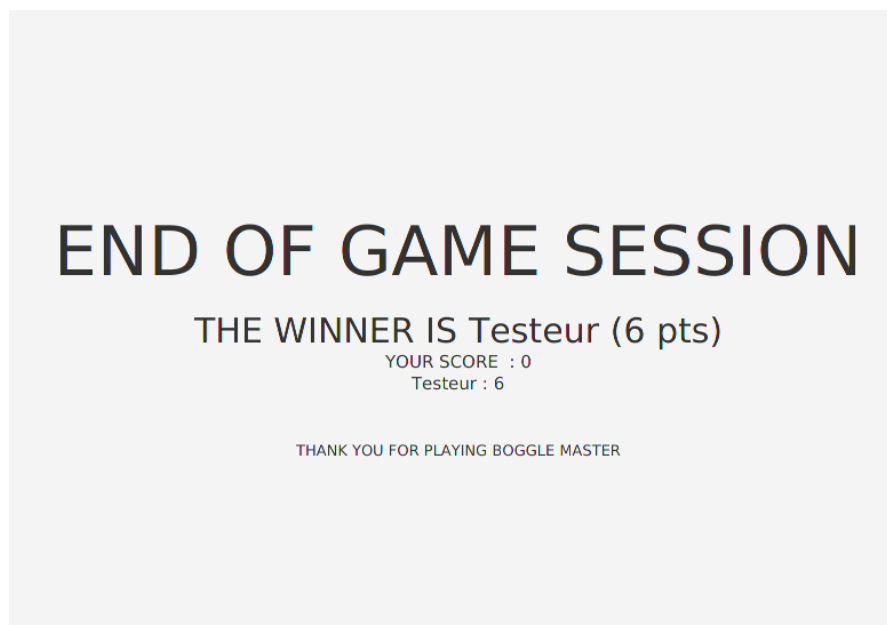 END OF GAME SESSION
THE WINNER IS Testeur (6 pts)
YOUR SCORE  : 0
Testeur : 6
THANK YOU FOR PLAYING BOGGLE MASTER